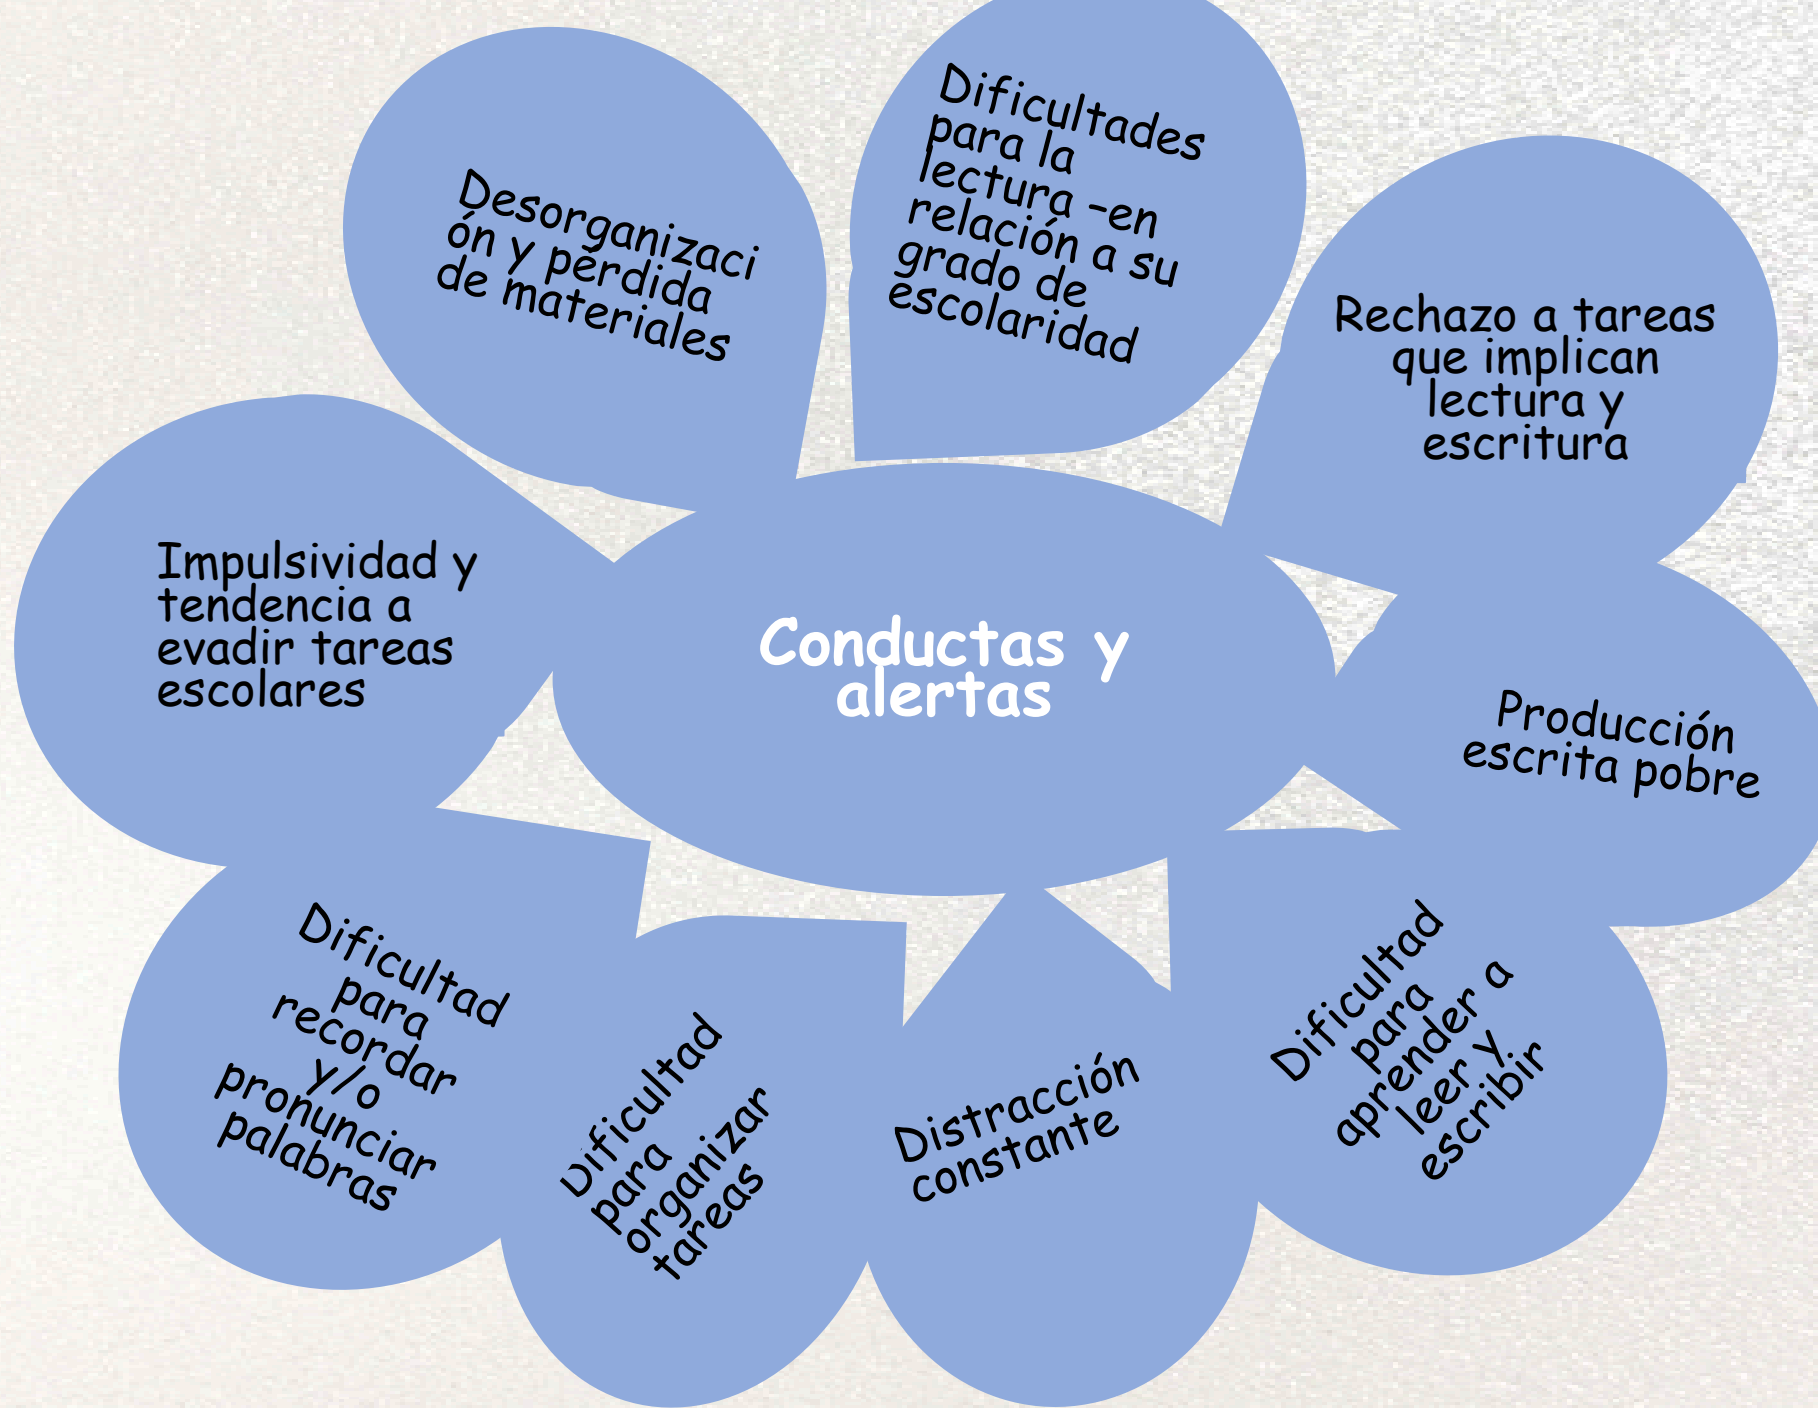 Desorganizaci
ón y pérdida
de materiales
Dificultades
para la
lectura –en
relación a su
grado de
escolaridad
Rechazo a tareas
que implican
lectura y
escritura
Impulsividad y
tendencia a
evadir tareas
escolares
Conductas y
alertas
Producción
escrita pobre
Dificultad
para
recordar
y/o
pronunciar
palabras
Dificultad
para
organizar
tareas
Distracción
constante
Dificultad
para
aprender a
leer y
escribir